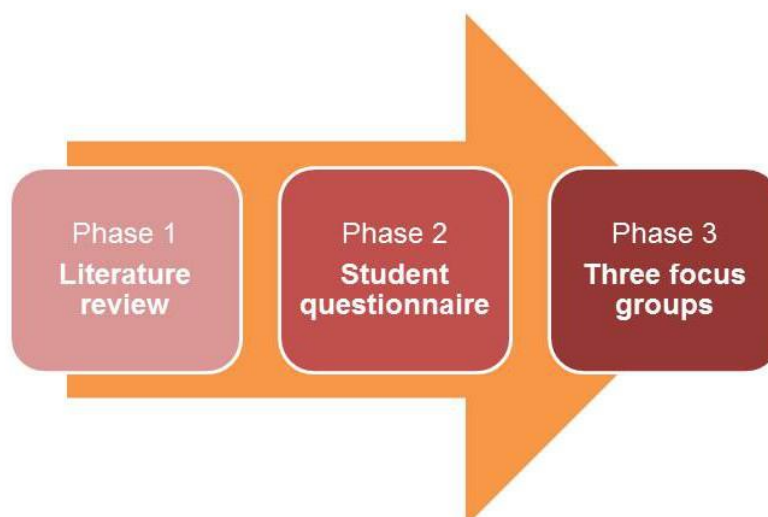 Phase 1
Literature
review
Phase 2
Student
questionnaire
Phase 3
Three focus
groups